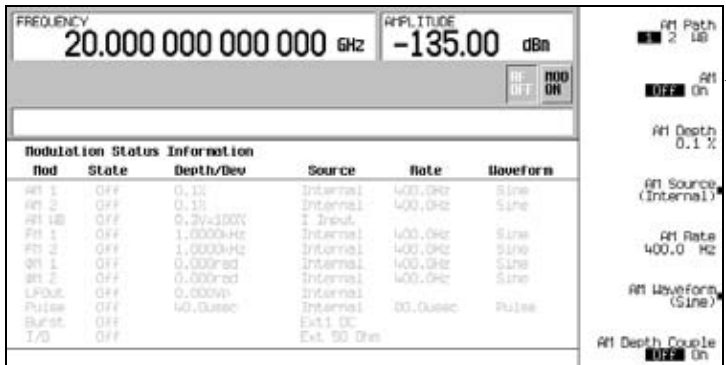 FREQUENCY
20.000 000 000 000 GHz
AMPLITUDE
-135.00 dBm
RF OFF
MOD ON
Modulation Status Information
Mod State Depth/Dev Source Rate Waveform
AM 1 Off 0.1% Internal 400.0Hz Sine
AM 2 Off 0.1% Internal 400.0Hz Sine
AM WB Off 0.3V=100% I Input
FM 1 Off 1.0000kHz Internal 400.0Hz Sine
FM 2 Off 1.0000kHz Internal 400.0Hz Sine
ΦM 1 Off 0.000rad Internal 400.0Hz Sine
ΦM 2 Off 0.000rad Internal 400.0Hz Sine
LFOut Off 0.000Vp Internal
Pulse Off 40.0usec Internal Pulse
Burst Off Ext1 DC
I/Q Off Ext 50 Ohm
AM Path
1 2 WB
AM
Off On
AM Depth
0.1 %
AM Source
(Internal)
AM Rate
400.0 Hz
AM Waveform
(Sine)
AM Depth Couple
Off On